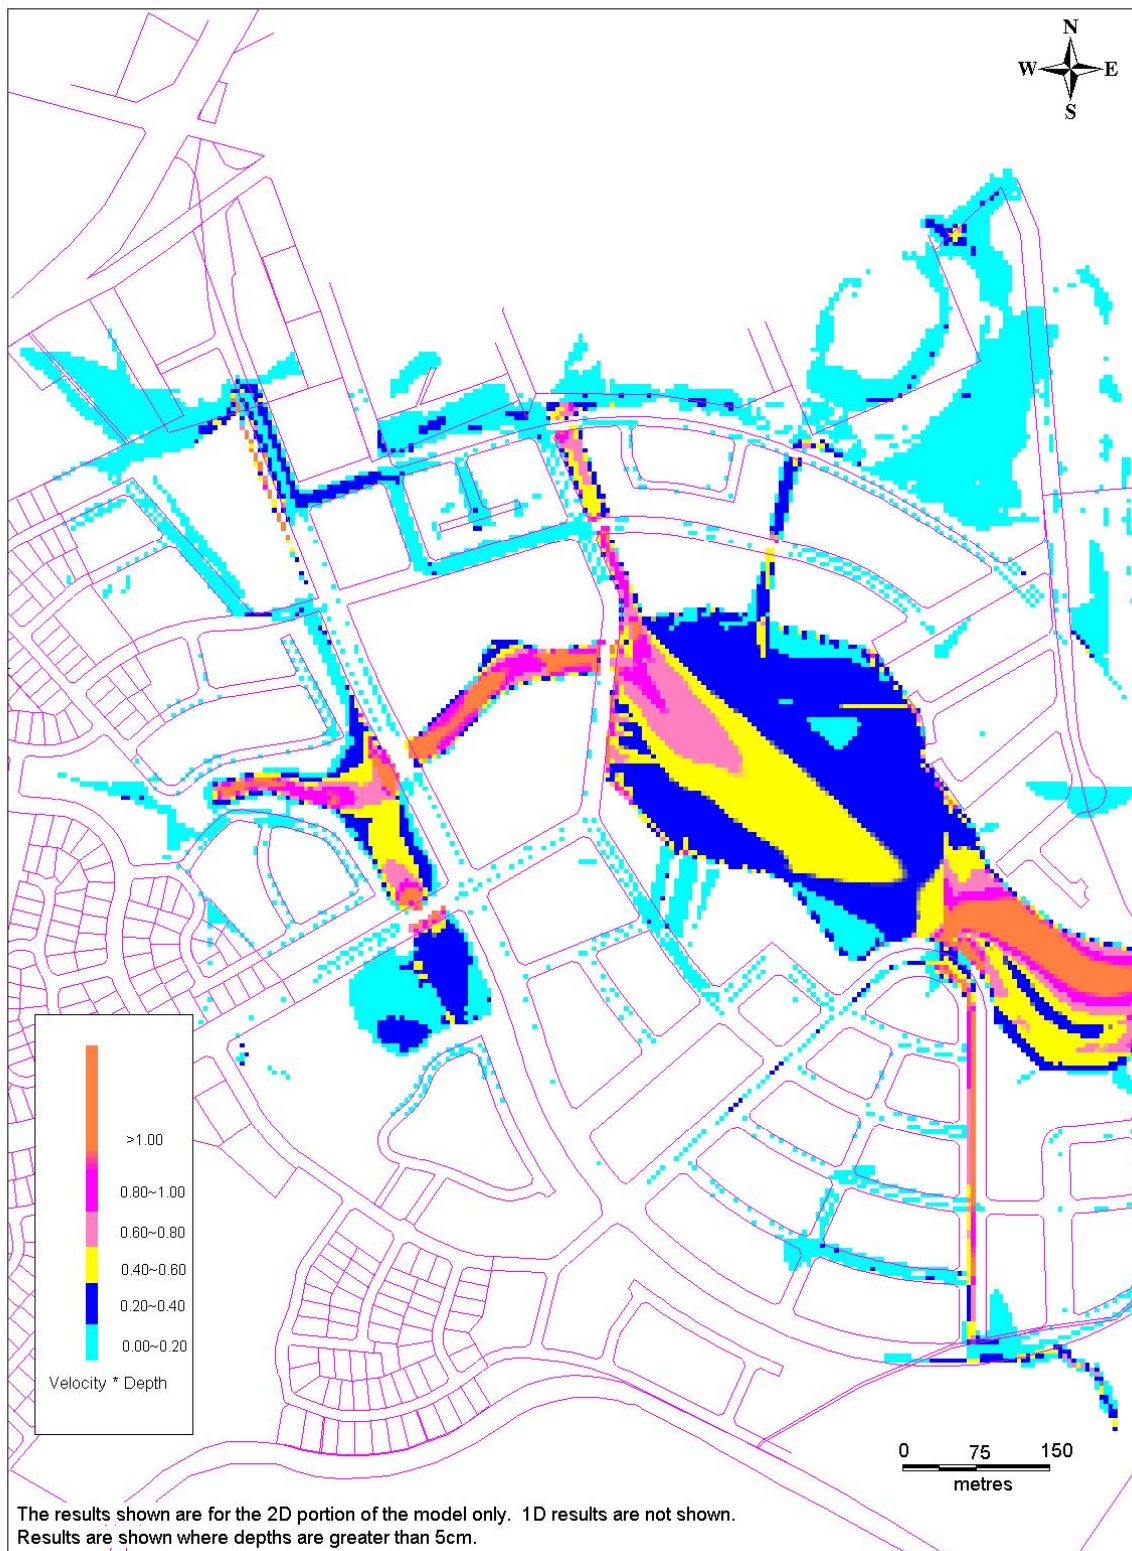 N
W E
S
>1.00
0.80~1.00
0.60~0.80
0.40~0.60
0.20~0.40
0.00~0.20
Velocity * Depth
0 75 150
metres
The results shown are for the 2D portion of the model only. 1D results are not shown.
Results are shown where depths are greater than 5cm.